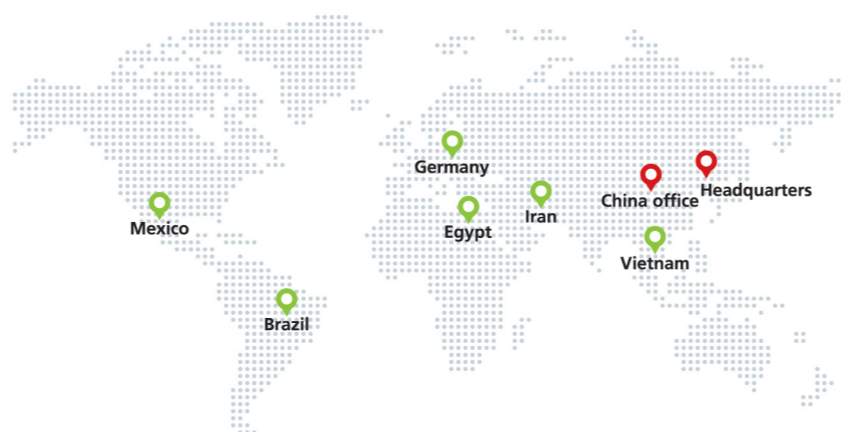 Germany
Headquarters
China office
Iran
Mexico
Egypt
Vietnam
Brazil